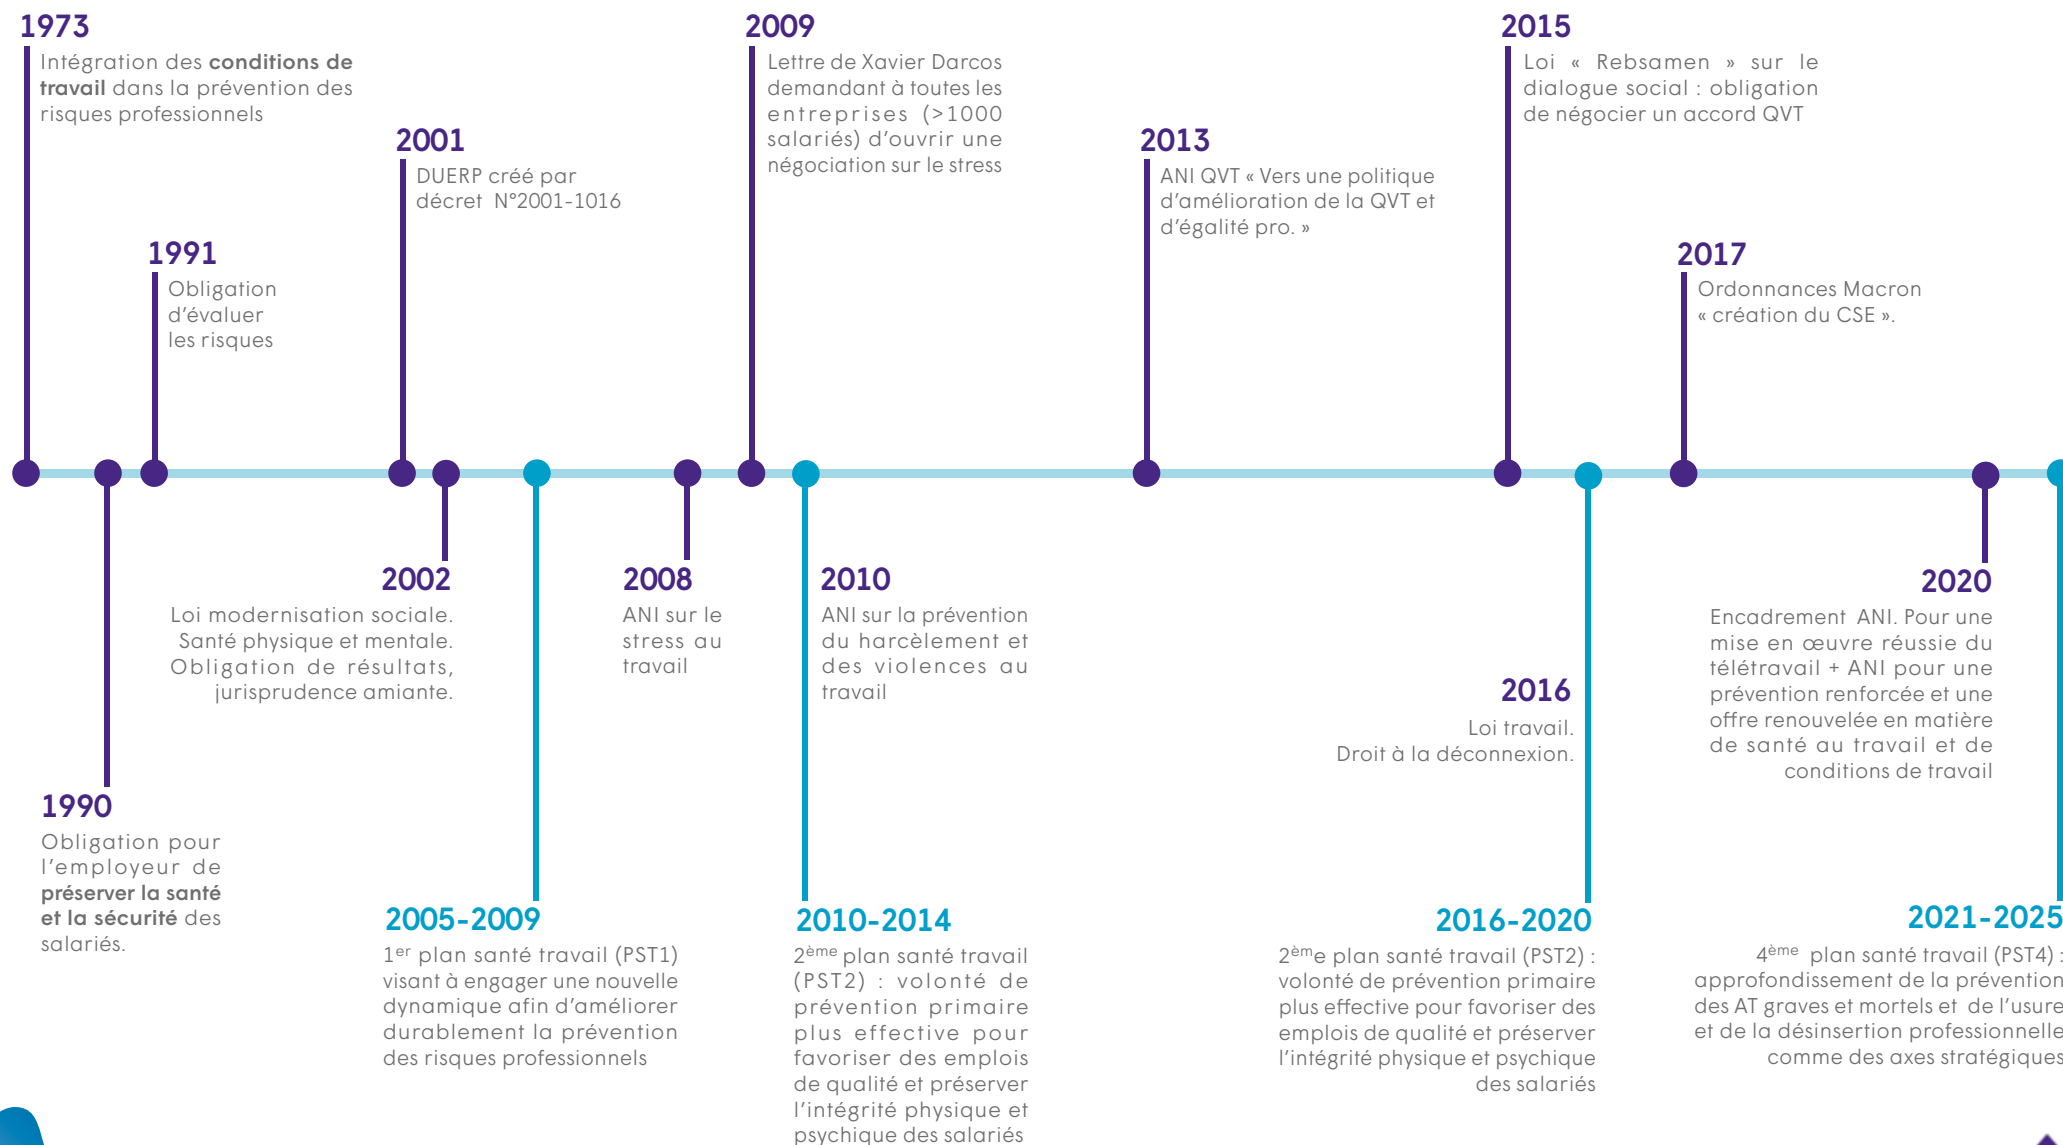 1973
Intégration des conditions de
travail dans la prévention des
risques professionnels
1991
Obligation
d'évaluer
les risques
2001
DUERP créé par
décret N°2001-1016
2009
Lettre de Xavier Darcos
demandant à toutes les
entreprises (>1000
salariés) d'ouvrir une
négociation sur le stress
2013
ANI QVT « Vers une politique
d'amélioration de la QVT et
d'égalité pro. »
2015
Loi « Rebsamen » sur le
dialogue social : obligation
de négocier un accord QVT
2017
Ordonnances Macron
« création du CSE ».
1990
Obligation pour
l'employeur de
préserver la santé
et la sécurité des
salariés.
2002
Loi modernisation sociale.
Santé physique et mentale.
Obligation de résultats,
jurisprudence amiante.
2005-2009
1er plan santé travail (PST1)
visant à engager une nouvelle
dynamique afin d'améliorer
durablement la prévention
des risques professionnels
2008
ANI sur le
stress au
travail
2010
ANI sur la prévention
du harcèlement et
des violences au
travail
2010-2014
2ème plan santé travail
(PST2) : volonté de
prévention primaire
plus effective pour
favoriser des emplois
de qualité et préserver
l'intégrité physique et
psychique des salariés
2016
Loi travail.
Droit à la déconnexion.
2016-2020
2ème plan santé travail (PST2) :
volonté de prévention primaire
plus effective pour favoriser des
emplois de qualité et préserver
l'intégrité physique et psychique
des salariés
2020
Encadrement ANI. Pour une
mise en œuvre réussie du
télétravail + ANI pour une
prévention renforcée et une
offre renouvelée en matière
de santé au travail et de
conditions de travail
2021-2025
4ème plan santé travail (PST4) :
approfondissement de la prévention
des AT graves et mortels et de l'usure
et de la désinsertion professionnelle
comme des axes stratégiques